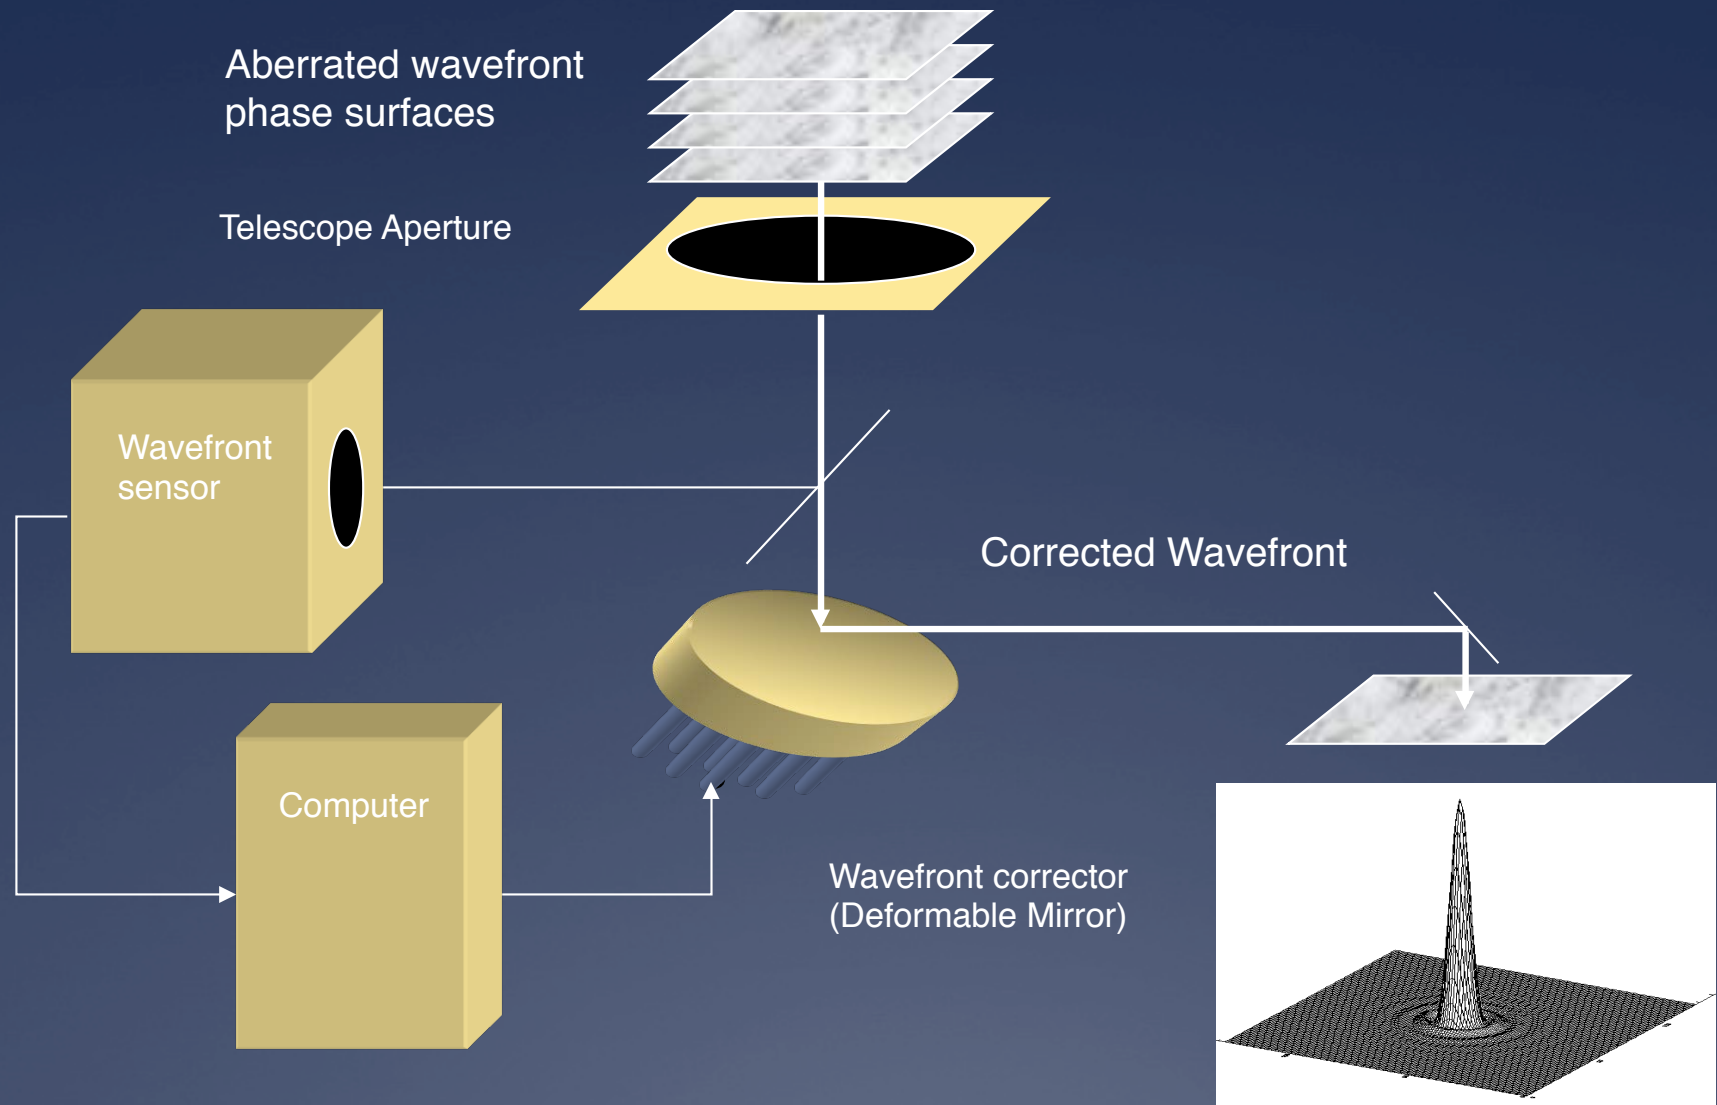 Aberrated wavefront
phase surfaces
Telescope Aperture
Wavefront
sensor
Corrected Wavefront
Computer
Wavefront corrector
(Deformable Mirror)